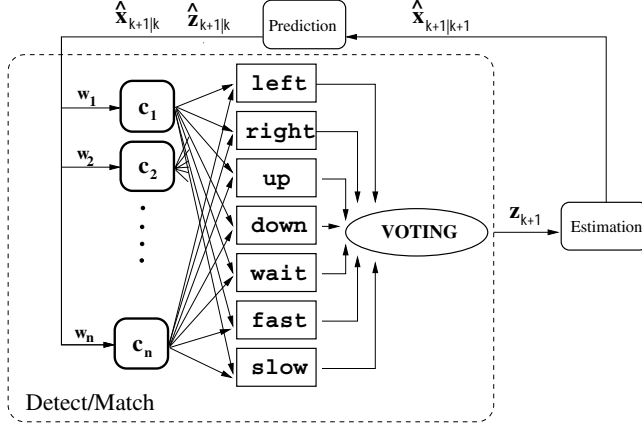 x̂ₖ₊₁|ₖ ẑₖ₊₁|ₖ Prediction x̂ₖ₊₁|ₖ₊₁
w₁ c₁ left
right
w₂ c₂ up
down VOTING zₖ₊₁ Estimation
wait
fast
wₙ cₙ slow
Detect/Match